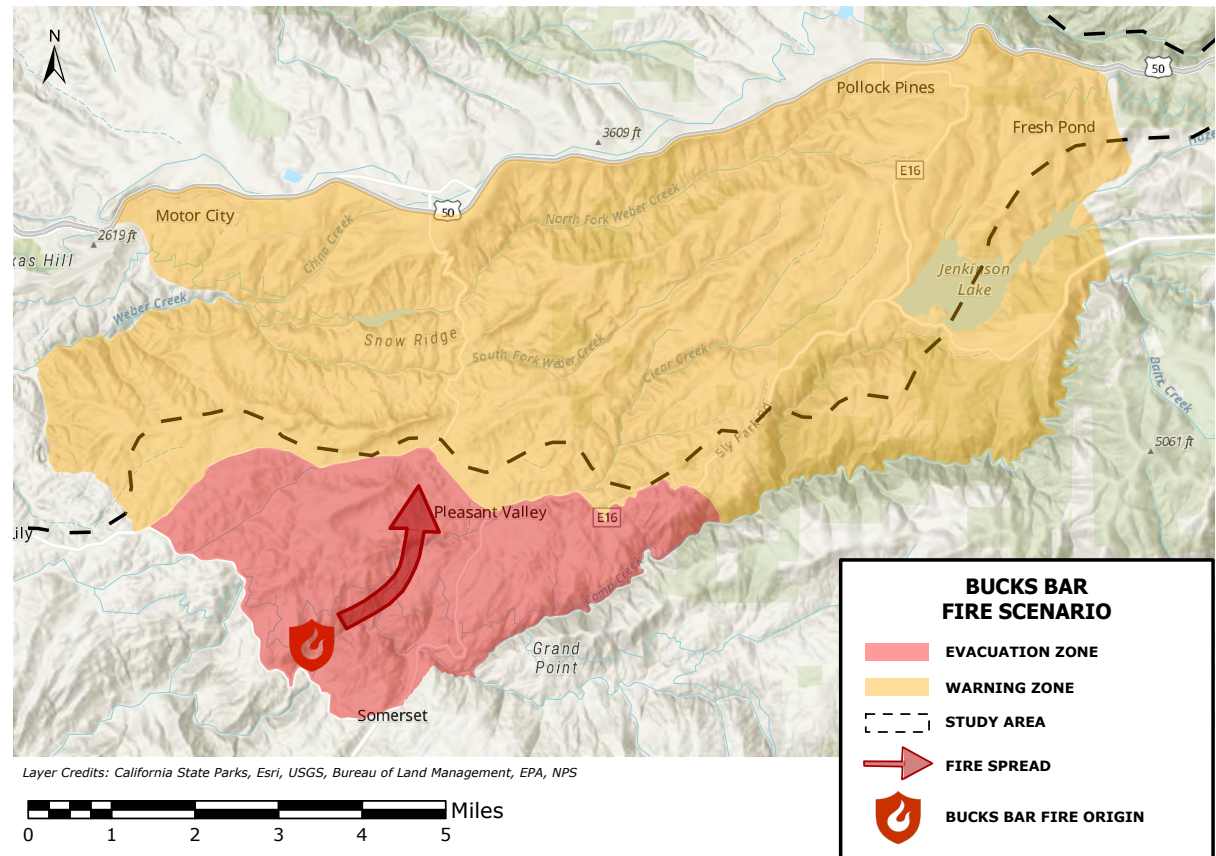 N
50
Pollock Pines
Fresh Pond
3609 ft
E16
Motor City
50
North Fork Weber Creek
2619 ft
China Creek
xas Hill
Jenkinson
Lake
Weber Creek
Snow Ridge
South Fork Weber Creek
Clear Creek
Baltic Creek
Sly Park Rd
5061 ft
Pleasant Valley
E16
ily
Camp Creek
Grand
Point
Somerset
BUCKS BAR
FIRE SCENARIO
EVACUATION ZONE
WARNING ZONE
STUDY AREA
FIRE SPREAD
BUCKS BAR FIRE ORIGIN
Layer Credits: California State Parks, Esri, USGS, Bureau of Land Management, EPA, NPS
Miles
0 1 2 3 4 5